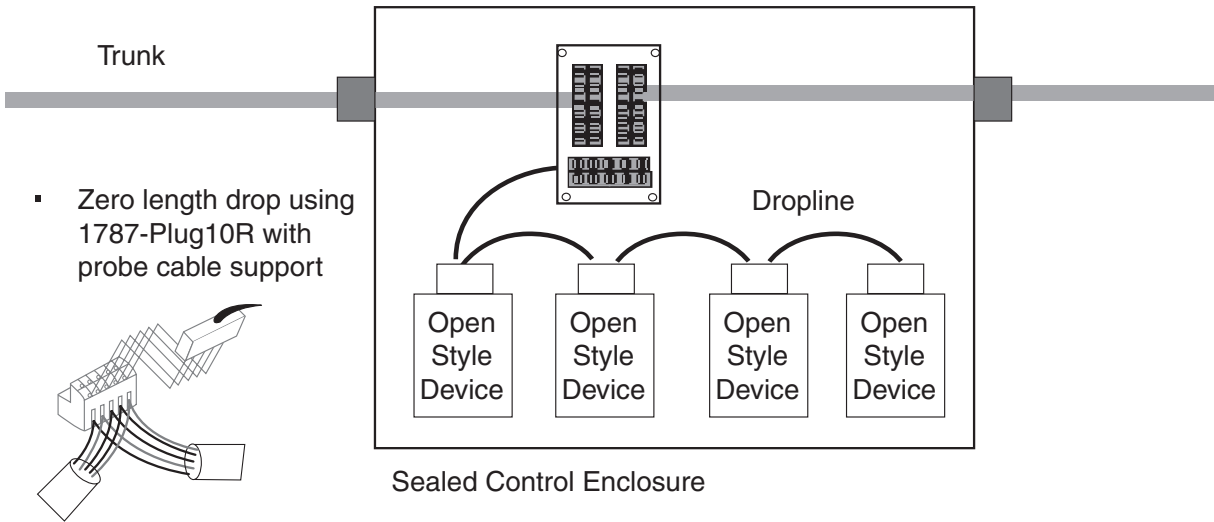 Trunk
▪ Zero length drop using
1787-Plug10R with
probe cable support
Dropline
Open
Style
Device
Open
Style
Device
Open
Style
Device
Open
Style
Device
Sealed Control Enclosure